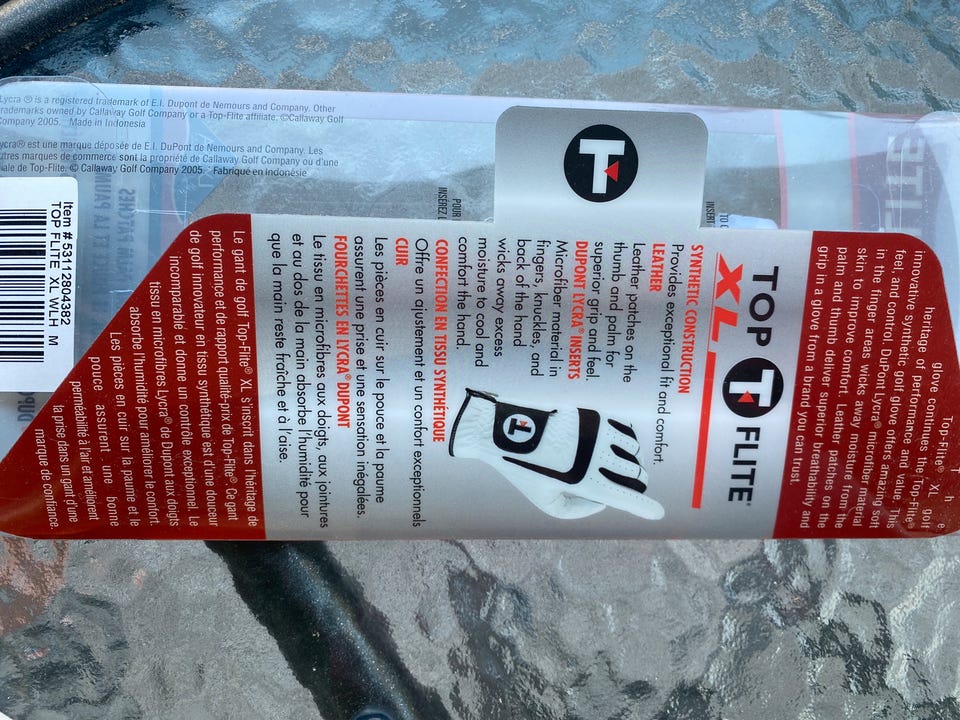 Top-Flite® XL golf
glove continues the Top-Flite®
heritage of performance and value. This
innovative synthetic golf glove offers amazing soft
feel, and control. DuPont Lycra® microfiber material
in the finger areas wicks away moisture from the
skin to improve comfort. Leather patches on the
palm and thumb deliver superior breathability and
grip in a glove from a brand you can trust.
TOP T FLITE®
XL
SYNTHETIC CONSTRUCTION
Provides exceptional fit and comfort.
LEATHER
Leather patches on the
thumb and palm for
superior grip and feel.
DUPONT LYCRA® INSERTS
Microfiber material in
fingers, knuckles, and
back of the hand
wicks away excess
moisture to cool and
comfort the hand.
CONFECTION EN TISSU SYNTHÉTIQUE
Offre un ajustement et un confort exceptionnels
CUIR
Les pièces en cuir sur le pouce et la paume
assurent une prise et une sensation inégalées.
FOURCHETTES EN LYCRA® DUPONT
Le tissu en microfibres aux doigts, aux jointures
et au dos de la main absorbe l'humidité pour
que la main reste fraîche et à l'aise.
Le gant de golf Top-Flite® XL s'inscrit dans l'héritage de
performance et de rapport qualité-prix de Top-Flite® Ce gant
de golf innovateur en tissu synthétique est d'une douceur
incomparable et donne un contrôle exceptionnel. Le
tissu en microfibres Lycra® de Dupont aux doigts
absorbe l'humidité pour améliorer le confort.
Les pièces en cuir sur la paume et le
pouce assurent une bonne
perméabilité à l'air et améliorent
la prise dans un gant d'une
marque de confiance.
T
Lycra ® is a registered trademark of E.I. Dupont de Nemours and Company. Other
trademarks owned by Callaway Golf Company or a Top-Flite affiliate. ©Callaway Golf
Company 2005. Made in Indonesia
Lycra® est une marque déposée de E.I. DuPont de Nemours and Company. Les
autres marques de commerce sont la propriété de Callaway Golf Company ou d'une
filiale de Top-Flite. © Callaway Golf Company 2005 Fabriqué en Indonésie
Item # 53112804382
TOP FLITE XL WLH M
POUR
INSÉREZ L
INSERT